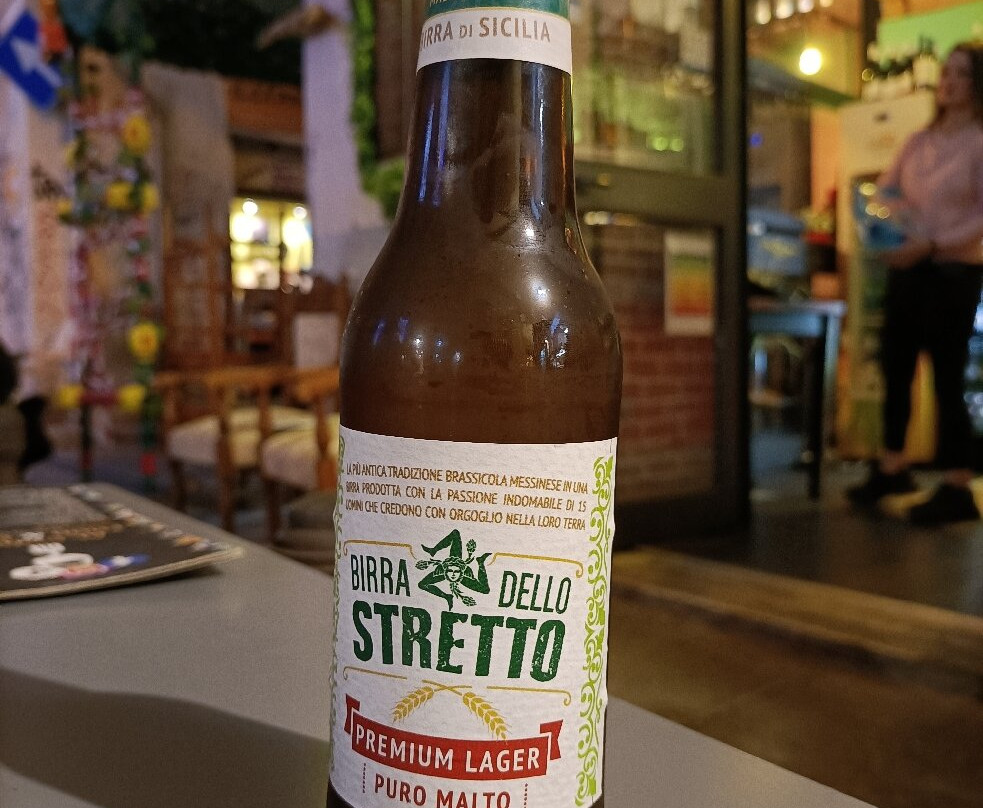 BIRRA DI SICILIA
LA PIÙ ANTICA TRADIZIONE BRASSICOLA MESSINESE IN UNA
BIRRA PRODOTTA CON LA PASSIONE INDOMABILE DI 15
UOMINI CHE CREDONO CON ORGOGLIO NELLA LORO TERRA
BIRRA DELLO
STRETTO
PREMIUM LAGER
PURO MALTO